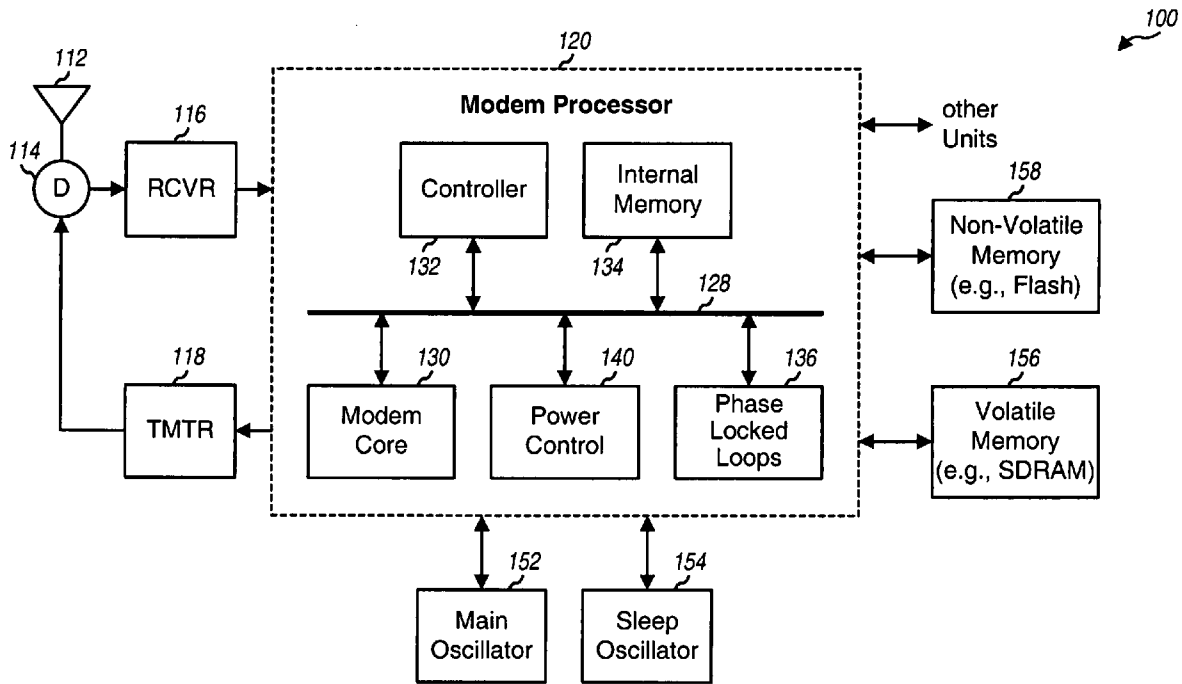 100
112
120
Modem Processor
116
114
D
RCVR
Controller
132
Internal
Memory
134
other
Units
158
Non-Volatile
Memory
(e.g., Flash)
128
118
TMTR
130
Modem
Core
140
Power
Control
136
Phase
Locked
Loops
156
Volatile
Memory
(e.g., SDRAM)
152
Main
Oscillator
154
Sleep
Oscillator